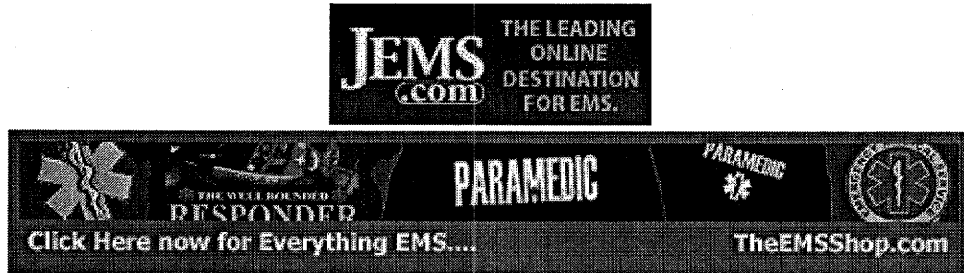 JEMS
.com
THE LEADING
ONLINE
DESTINATION
FOR EMS.
THE WELL ROUNDED
RESPONDER
PARAMEDIC
PARAMEDIC
Click Here now for Everything EMS....
TheEMSShop.com